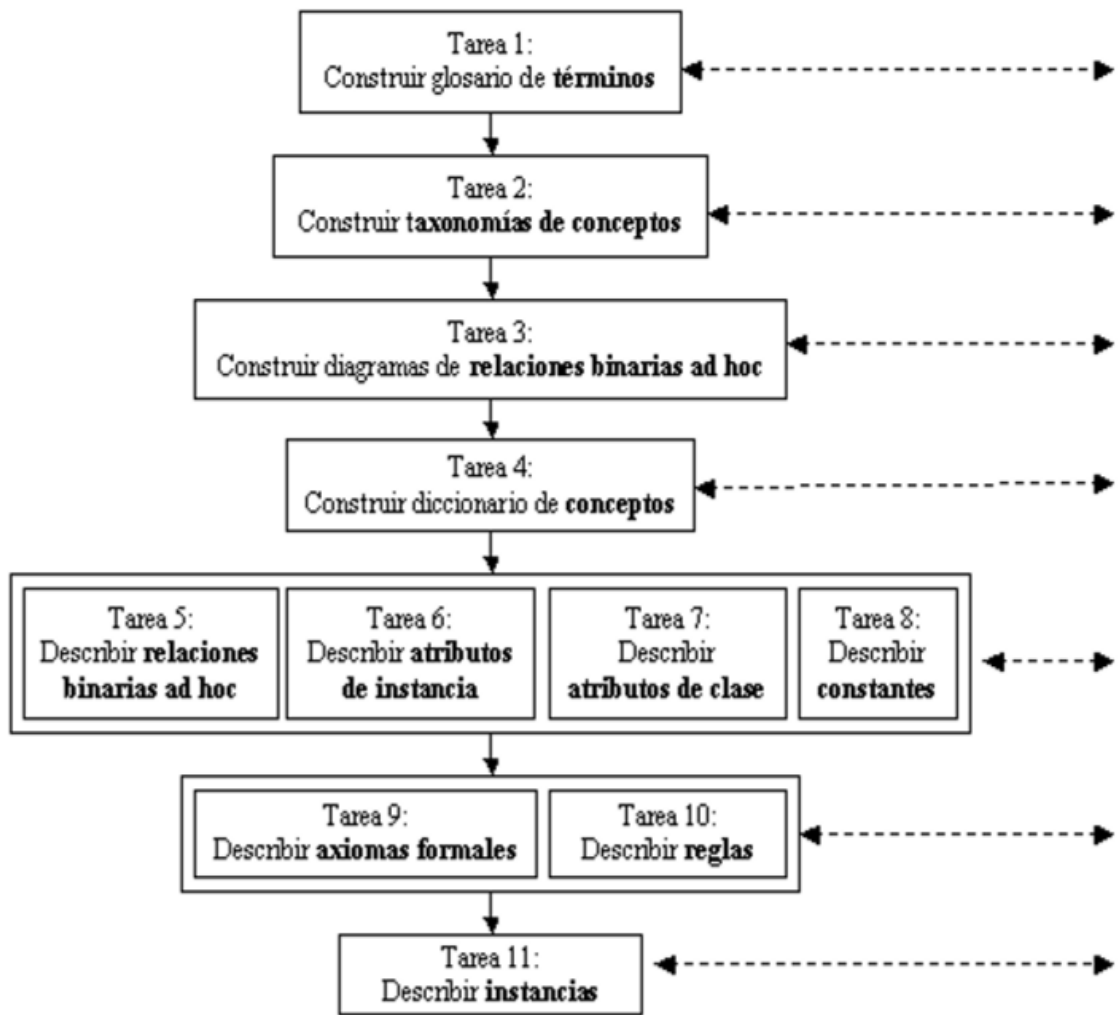 Tarea 1:
Construir glosario de términos
Tarea 2:
Construir taxonomías de conceptos
Tarea 3:
Construir diagramas de relaciones binarias ad hoc
Tarea 4:
Construir diccionario de conceptos
Tarea 5:
Describir relaciones
binarias ad hoc
Tarea 6:
Describir atributos
de instancia
Tarea 7:
Describir
atributos de clase
Tarea 8:
Describir
constantes
Tarea 9:
Describir axiomas formales
Tarea 10:
Describir reglas
Tarea 11:
Describir instancias